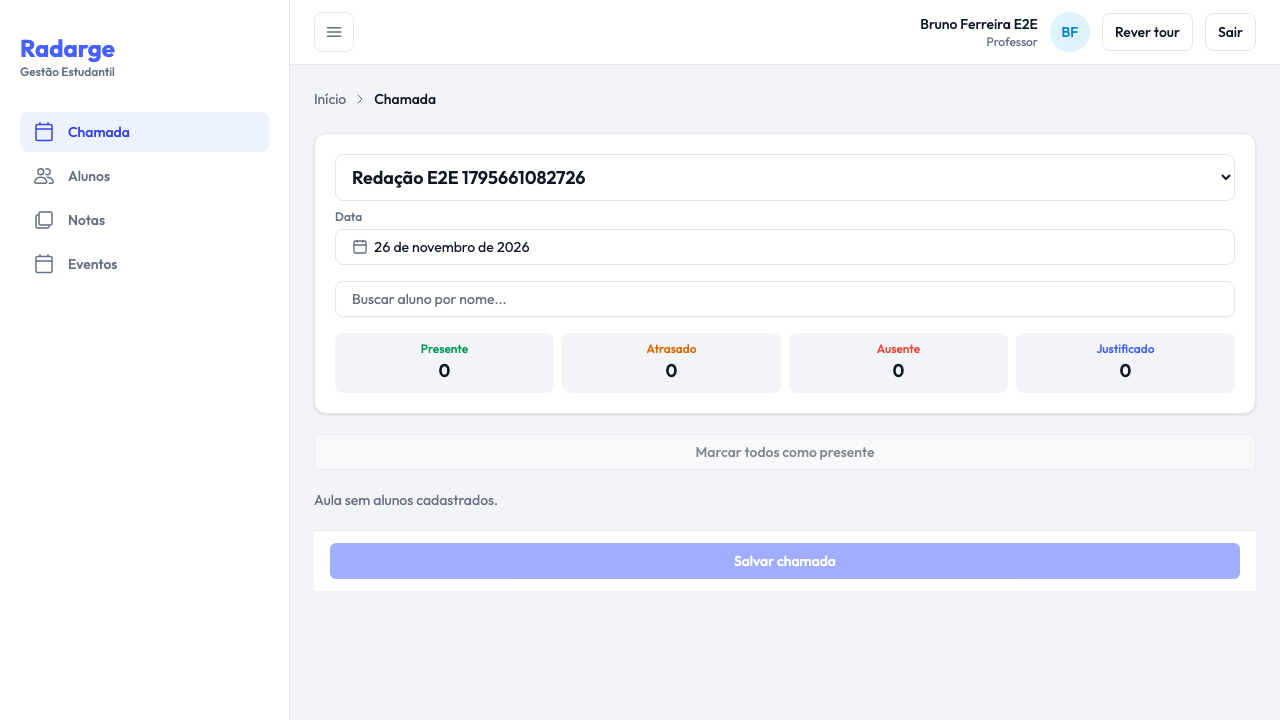 Radarge
Gestão Estudantil
Chamada
Alunos
Notas
Eventos
Bruno Ferreira E2E
Professor
BF
Rever tour
Sair
Início
Chamada
Redação E2E 1795661082726
Data
26 de novembro de 2026
Buscar aluno por nome...
Presente
0
Atrasado
0
Ausente
0
Justificado
0
Marcar todos como presente
Aula sem alunos cadastrados.
Salvar chamada